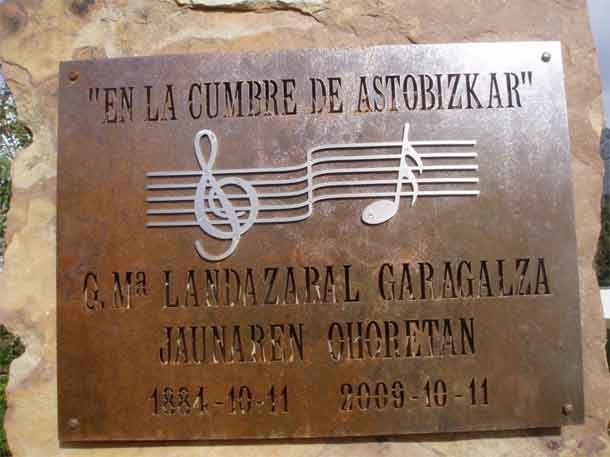 "EN LA CUMBRE DE ASTOBIZKAR"
G. Mª LANDAZABAL GARAGALZA
JAUNAREN OHORETAN
1884-10-11 2009-10-11